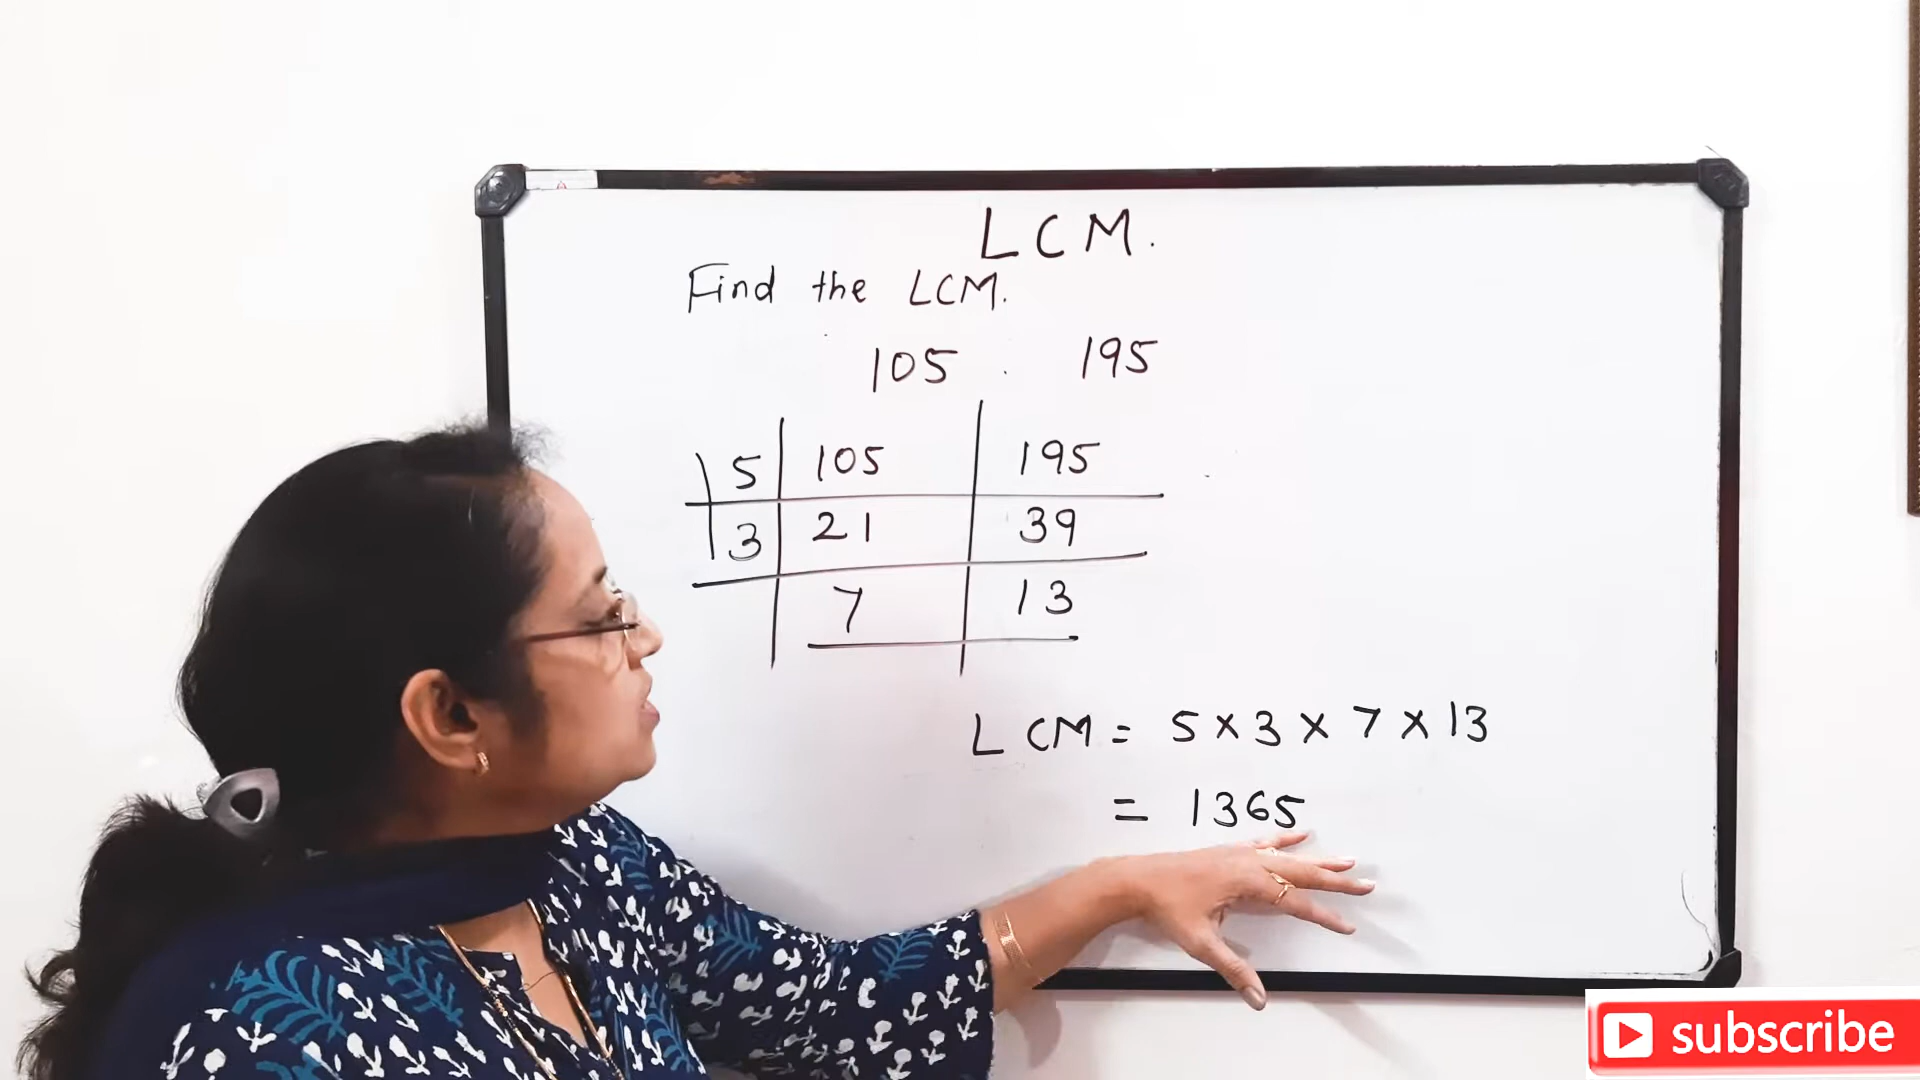 LCM.
Find the LCM.
105 . 195
5 105 195
3 21 39
7 13
LCM = 5 × 3 × 7 × 13
= 1365
subscribe